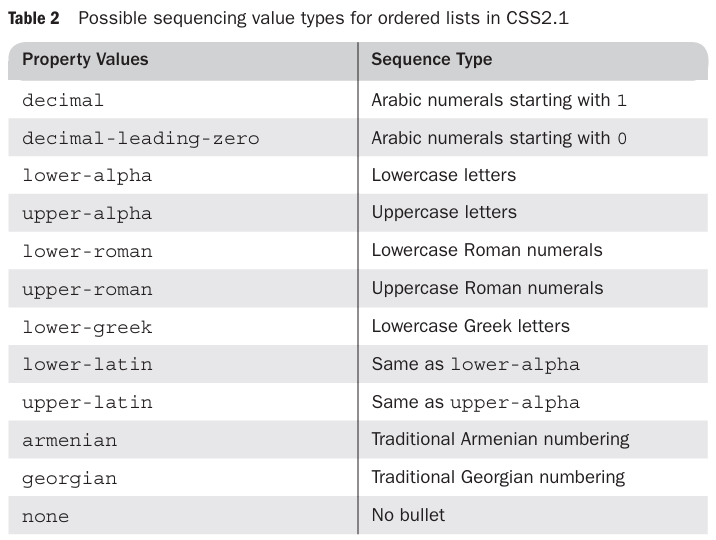 Table 2 Possible sequencing value types for ordered lists in CSS2.1
Property Values Sequence Type
decimal Arabic numerals starting with 1
decimal-leading-zero Arabic numerals starting with 0
lower-alpha Lowercase letters
upper-alpha Uppercase letters
lower-roman Lowercase Roman numerals
upper-roman Uppercase Roman numerals
lower-greek Lowercase Greek letters
lower-latin Same as lower-alpha
upper-latin Same as upper-alpha
armenian Traditional Armenian numbering
georgian Traditional Georgian numbering
none No bullet